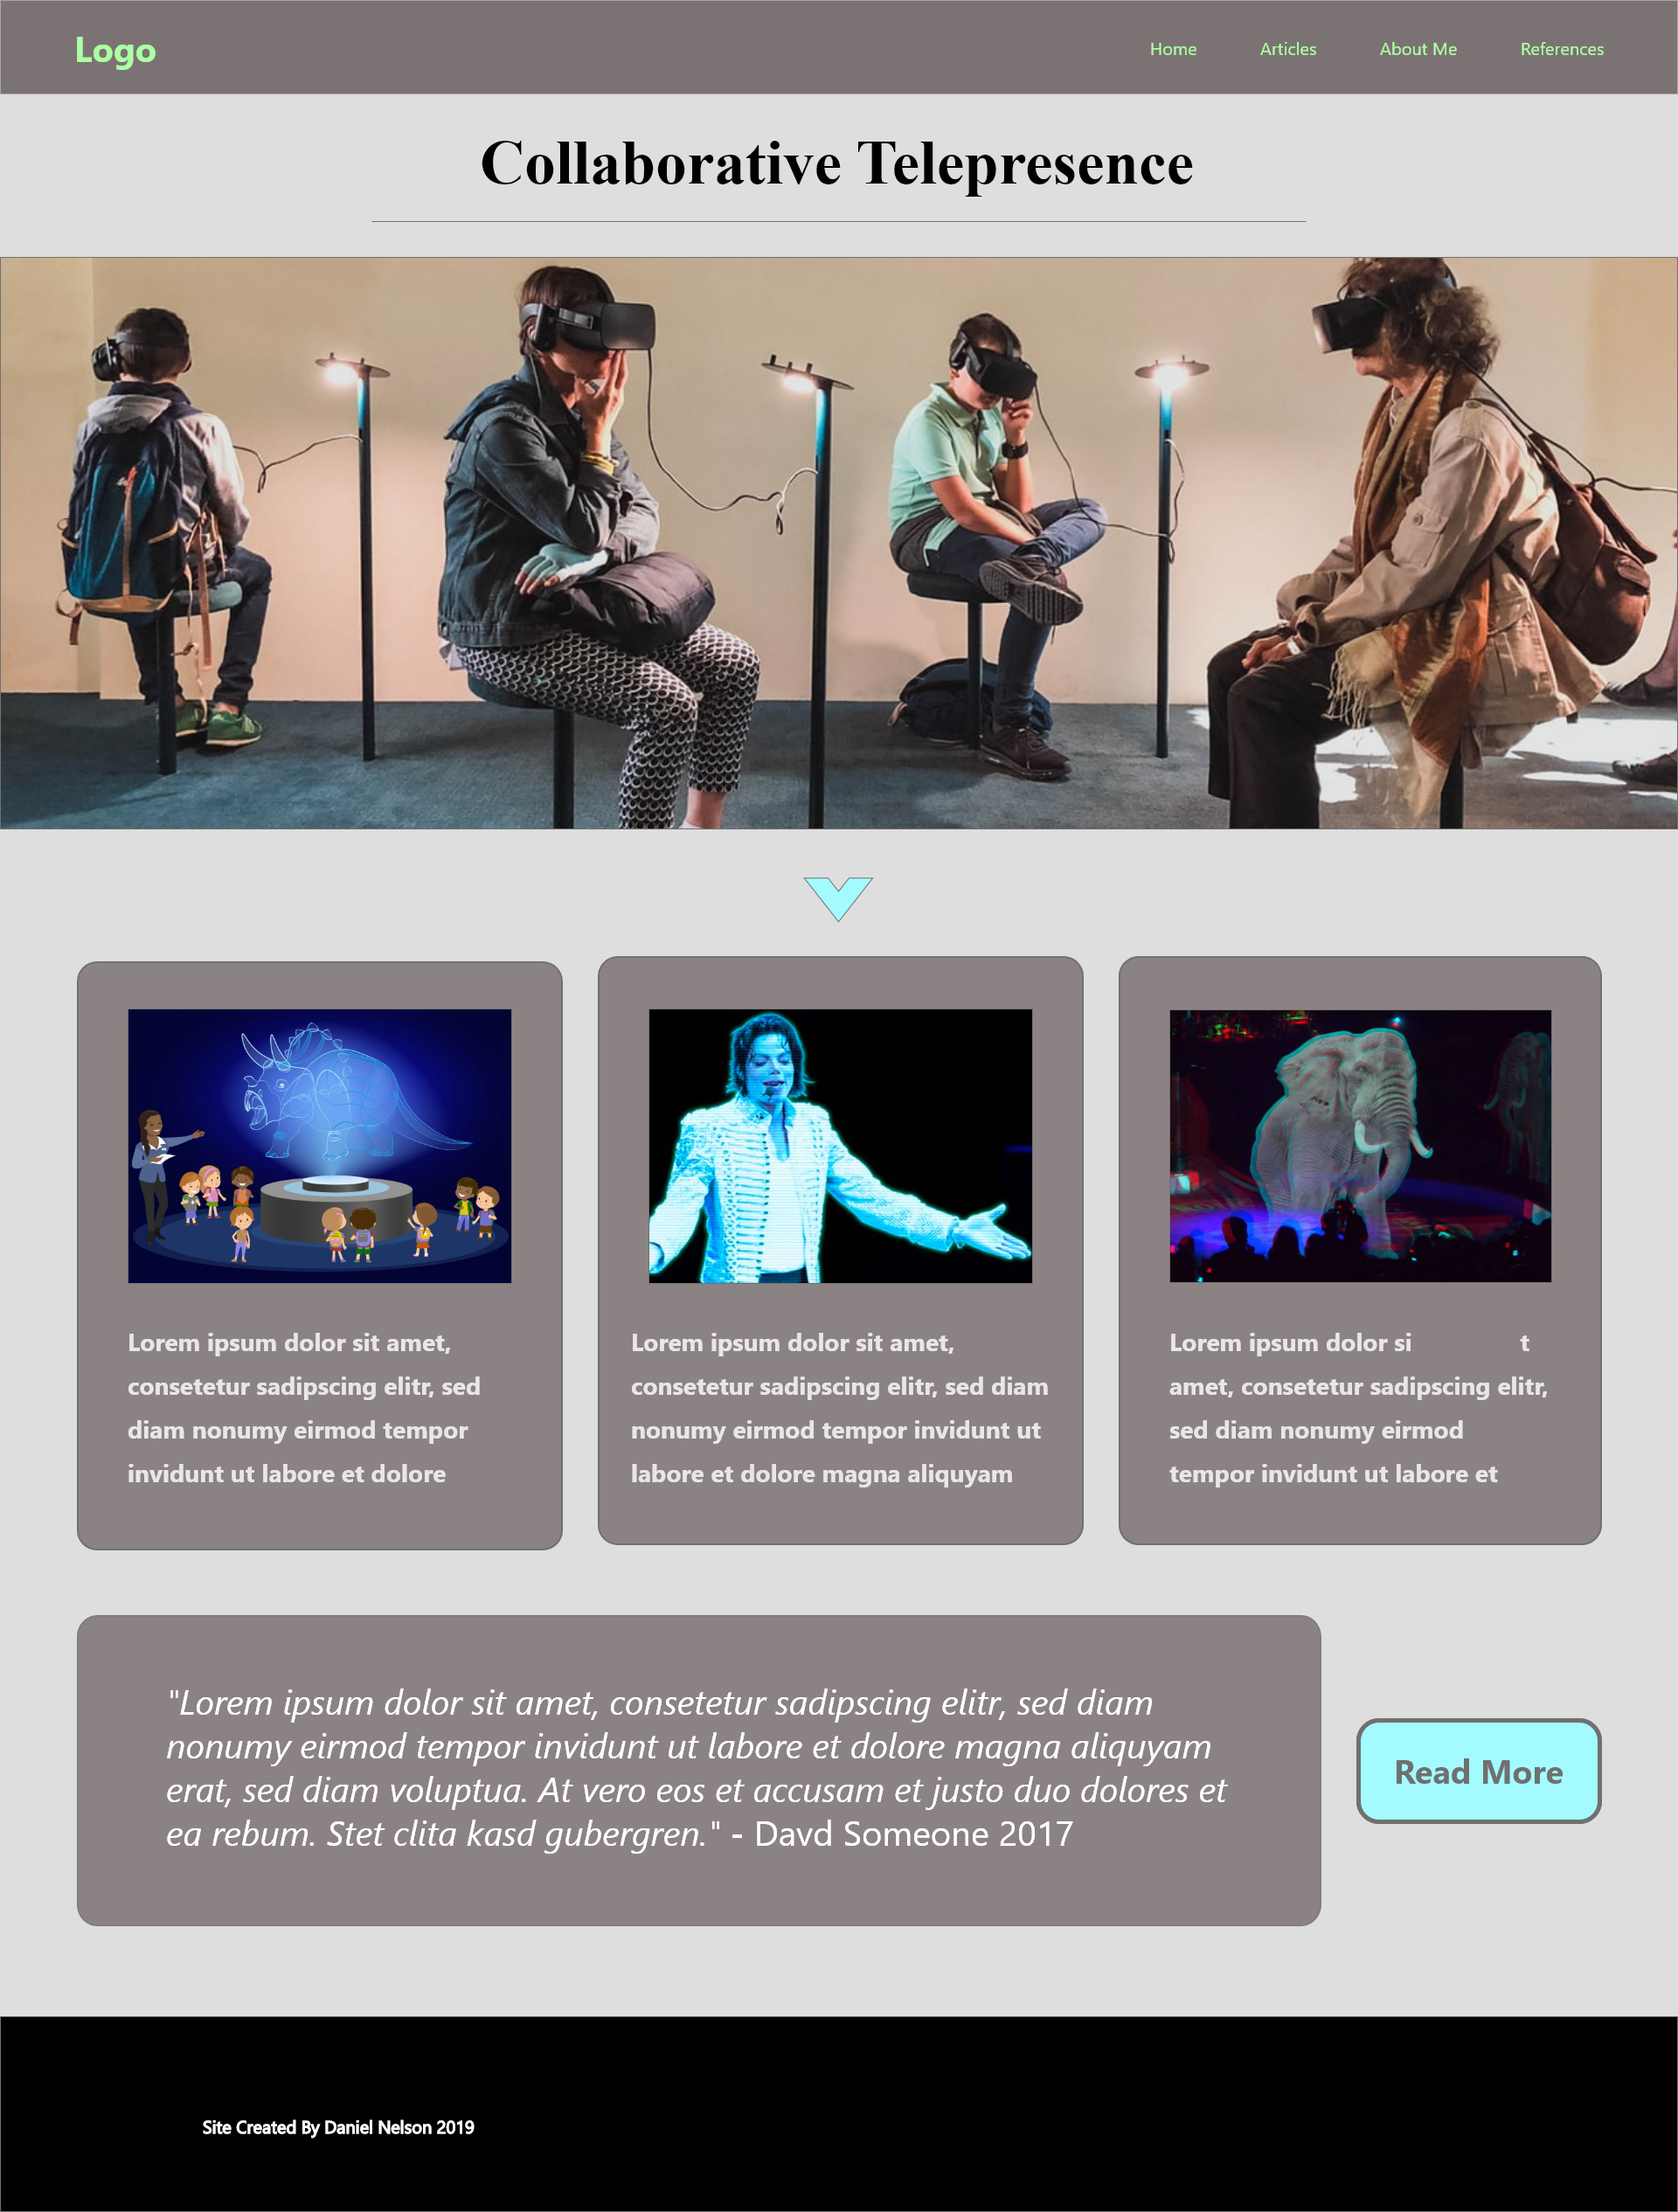 Logo
Home Articles About Me References
Collaborative Telepresence
Lorem ipsum dolor sit amet,
consetetur sadipscing elitr, sed
diam nonumy eirmod tempor
invidunt ut labore et dolore
Lorem ipsum dolor sit amet,
consetetur sadipscing elitr, sed diam
nonumy eirmod tempor invidunt ut
labore et dolore magna aliquyam
Lorem ipsum dolor si t
amet, consetetur sadipscing elitr,
sed diam nonumy eirmod
tempor invidunt ut labore et
"Lorem ipsum dolor sit amet, consetetur sadipscing elitr, sed diam
nonumy eirmod tempor invidunt ut labore et dolore magna aliquyam
erat, sed diam voluptua. At vero eos et accusam et justo duo dolores et
ea rebum. Stet clita kasd gubergren." - Davd Someone 2017
Read More
Site Created By Daniel Nelson 2019